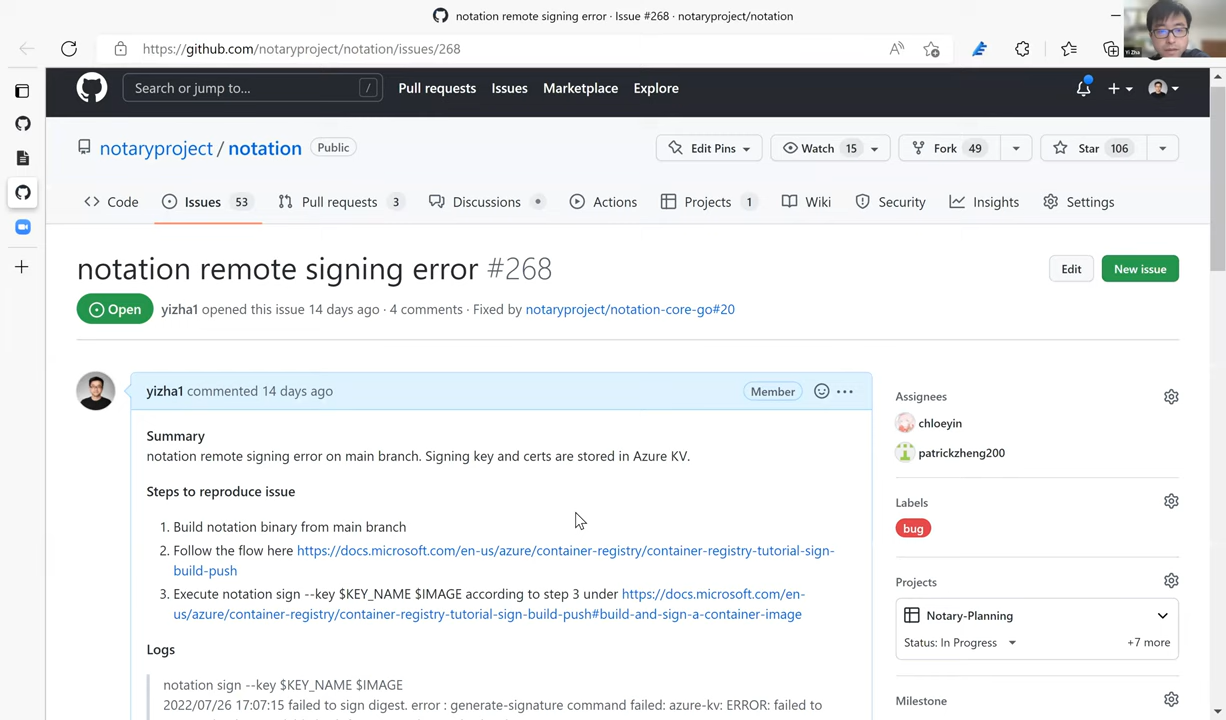 notation remote signing error · Issue #268 · notaryproject/notation
https://github.com/notaryproject/notation/issues/268
Yi Zha
Search or jump to... /
Pull requests Issues Marketplace Explore
notaryproject / notation Public
Edit Pins Watch 15 Fork 49 Star 106
Code Issues 53 Pull requests 3 Discussions Actions Projects 1 Wiki Security Insights Settings
notation remote signing error #268
Edit New issue
Open yizha1 opened this issue 14 days ago · 4 comments · Fixed by notaryproject/notation-core-go#20
yizha1 commented 14 days ago
Member
Summary
notation remote signing error on main branch. Signing key and certs are stored in Azure KV.
Steps to reproduce issue
1. Build notation binary from main branch
2. Follow the flow here https://docs.microsoft.com/en-us/azure/container-registry/container-registry-tutorial-sign-
build-push
3. Execute notation sign --key $KEY_NAME $IMAGE according to step 3 under https://docs.microsoft.com/en-
us/azure/container-registry/container-registry-tutorial-sign-build-push#build-and-sign-a-container-image
Logs
notation sign --key $KEY_NAME $IMAGE
2022/07/26 17:07:15 failed to sign digest. error : generate-signature command failed: azure-kv: ERROR: failed to
Assignees
chloeyin
patrickzheng200
Labels
bug
Projects
Notary-Planning
Status: In Progress +7 more
Milestone